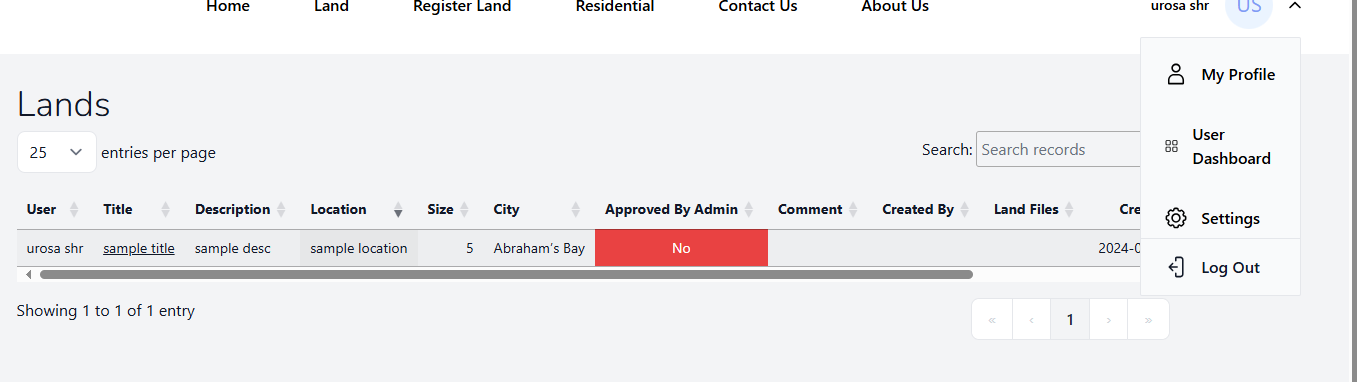 Home Land Register Land Residential Contact Us About Us urosa shr US
My Profile
User
Dashboard
Settings
Log Out
Lands
25 entries per page
Search: Search records
User Title Description Location Size City Approved By Admin Comment Created By Land Files Cre
urosa shr sample title sample desc sample location 5 Abraham's Bay No 2024-0
Showing 1 to 1 of 1 entry
« ‹ 1 › »